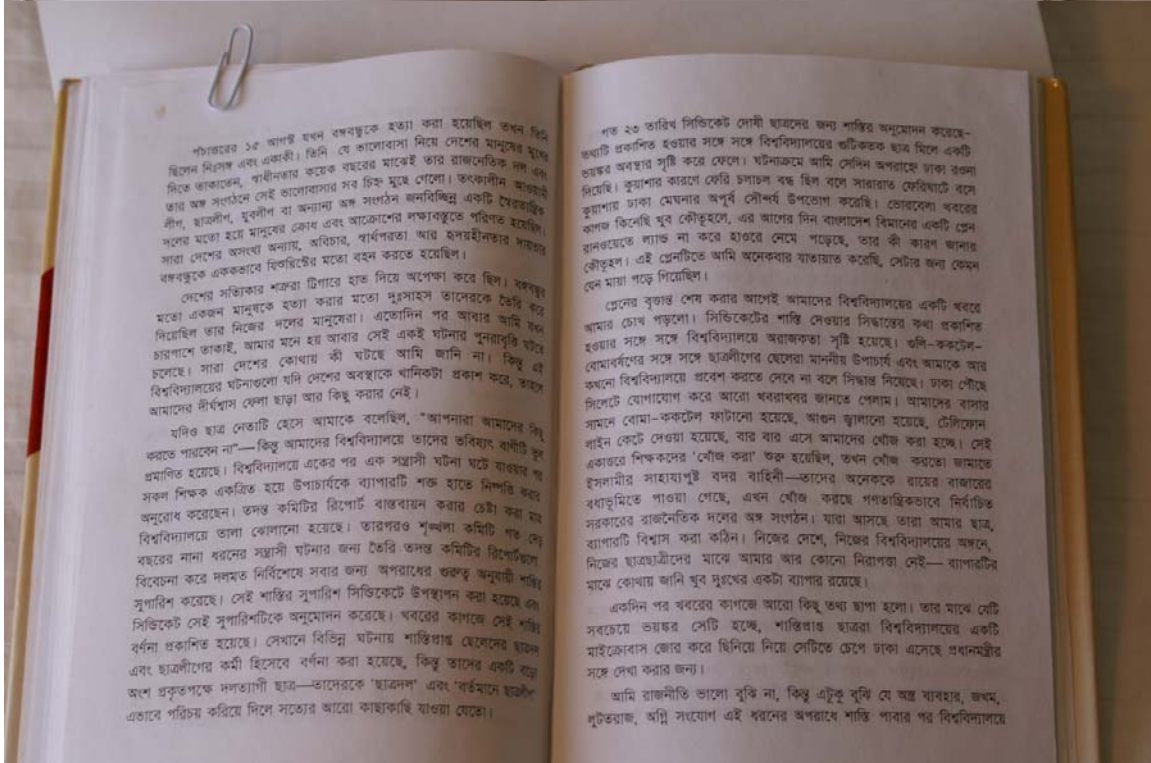 পঁচাত্তরের ১৫ আগস্ট যখন বঙ্গবন্ধুকে হত্যা করা হয়েছিল তখন তিনি
ছিলেন নিঃসঙ্গ এবং একাকী। তিনি যে ভালোবাসা নিয়ে দেশের মানুষের মুখের
দিতে তাকাতেন, স্বাধীনতার কয়েক বছরের মাঝেই তার রাজনৈতিক দল এবং
তার অঙ্গ সংগঠনে সেই ভালোবাসার সব চিহ্ন মুছে গেলো। তৎকালীন আওয়ামী
লীগ, ছাত্রলীগ, যুবলীগ বা অন্যান্য অঙ্গ সংগঠন জনবিচ্ছিন্ন একটি স্বৈরতান্ত্রিক
দলের মতো হয়ে মানুষের ক্রোধ এবং আক্রোশের লক্ষ্যবস্তুতে পরিণত হয়েছিল।
সারা দেশের অসংখ্য অন্যায়, অবিচার, স্বার্থপরতা আর হৃদয়হীনতার দায়ভার
বঙ্গবন্ধুকে এককভাবে যিশুখ্রিস্টের মতো বহন করতে হয়েছিল।
দেশের সত্যিকার শত্রুরা ট্রিগারে হাত দিয়ে অপেক্ষা করে ছিল। বঙ্গবন্ধুর
মতো একজন মানুষকে হত্যা করার মতো দুঃসাহস তাদেরকে তৈরি করে
দিয়েছিল তার নিজের দলের মানুষেরা। এতোদিন পর আবার আমি যখন
চারপাশে তাকাই, আমার মনে হয় আবার সেই একই ঘটনার পুনরাবৃত্তি ঘটতে
চলেছে। সারা দেশের কোথায় কী ঘটছে আমি জানি না। কিন্তু এই
বিশ্ববিদ্যালয়ের ঘটনাগুলো যদি দেশের অবস্থাকে খানিকটা প্রকাশ করে, তাহলে
আমাদের দীর্ঘশ্বাস ফেলা ছাড়া আর কিছু করার নেই।
যদিও ছাত্র নেতাটি হেসে আমাকে বলেছিল, “আপনারা আমাদের কিছু
করতে পারবেন না”—কিন্তু আমাদের বিশ্ববিদ্যালয়ে তাদের ভবিষ্যৎ বাণীটি ভুল
প্রমাণিত হয়েছে। বিশ্ববিদ্যালয়ে একের পর এক সন্ত্রাসী ঘটনা ঘটে যাওয়ার পর
সকল শিক্ষক একত্রিত হয়ে উপাচার্যকে ব্যাপারটি শক্ত হাতে নিষ্পত্তি করার
অনুরোধ করেছেন। তদন্ত কমিটির রিপোর্ট বাস্তবায়ন করার চেষ্টা করা মাত্র
বিশ্ববিদ্যালয়ে তালা ঝোলানো হয়েছে। তারপরও শৃঙ্খলা কমিটি গত দেড়
বছরের নানা ধরনের সন্ত্রাসী ঘটনার জন্য তৈরি তদন্ত কমিটির রিপোর্টগুলো
বিবেচনা করে দলমত নির্বিশেষে সবার জন্য অপরাধের গুরুত্ব অনুযায়ী শাস্তির
সুপারিশ করেছে। সেই শাস্তির সুপারিশ সিন্ডিকেটে উপস্থাপন করা হয়েছে এবং
সিন্ডিকেট সেই সুপারিশটিকে অনুমোদন করেছে। খবরের কাগজে সেই শাস্তির
বর্ণনা প্রকাশিত হয়েছে। সেখানে বিভিন্ন ঘটনায় শাস্তিপ্রাপ্ত ছেলেদের ছাত্রদল
এবং ছাত্রলীগের কর্মী হিসেবে বর্ণনা করা হয়েছে, কিন্তু তাদের একটি বড়ো
অংশ প্রকৃতপক্ষে দলত্যাগী ছাত্র—তাদেরকে ‘ছাত্রদল’ এবং ‘বর্তমানে ছাত্রলীগ’
এভাবে পরিচয় করিয়ে দিলে সত্যের আরো কাছাকাছি যাওয়া যেতো।
গত ২৩ তারিখ সিন্ডিকেট দোষী ছাত্রদের জন্য শাস্তির অনুমোদন করেছে-
তথ্যটি প্রকাশিত হওয়ার সঙ্গে সঙ্গে বিশ্ববিদ্যালয়ের গুটিকতক ছাত্র মিলে একটি
ভয়ঙ্কর অবস্থার সৃষ্টি করে ফেলে। ঘটনাক্রমে আমি সেদিন অপরাহ্নে ঢাকা রওনা
দিয়েছি। কুয়াশার কারণে ফেরি চলাচল বন্ধ ছিল বলে সারারাত ফেরিঘাটে বসে
কুয়াশায় ঢাকা মেঘনার অপূর্ব সৌন্দর্য উপভোগ করেছি। ভোরবেলা খবরের
কাগজ কিনেছি খুব কৌতূহলে, এর আগের দিন বাংলাদেশ বিমানের একটি প্লেন
রানওয়েতে ল্যান্ড না করে হাওরে নেমে পড়েছে, তার কী কারণ জানার
কৌতূহল। এই প্লেনটিতে আমি অনেকবার যাতায়াত করেছি, সেটার জন্য কেমন
যেন মায়া পড়ে গিয়েছিল।
প্লেনের বৃত্তান্ত শেষ করার আগেই আমাদের বিশ্ববিদ্যালয়ের একটি খবরে
আমার চোখ পড়লো। সিন্ডিকেটের শাস্তি দেওয়ার সিদ্ধান্তের কথা প্রকাশিত
হওয়ার সঙ্গে সঙ্গে বিশ্ববিদ্যালয়ে অরাজকতা সৃষ্টি হয়েছে। গুলি-ককটেল-
বোমাবর্ষণের সঙ্গে সঙ্গে ছাত্রলীগের ছেলেরা মাননীয় উপাচার্য এবং আমাকে আর
কখনো বিশ্ববিদ্যালয়ে প্রবেশ করতে দেবে না বলে সিদ্ধান্ত নিয়েছে। ঢাকা পৌঁছে
সিলেটে যোগাযোগ করে আরো খবরাখবর জানতে পেলাম। আমাদের বাসার
সামনে বোমা-ককটেল ফাটানো হয়েছে, আগুন জ্বালানো হয়েছে, টেলিফোন
লাইন কেটে দেওয়া হয়েছে, বার বার এসে আমাদের খোঁজ করা হচ্ছে। সেই
একাত্তরে শিক্ষকদের ‘খোঁজ করা’ শুরু হয়েছিল, তখন খোঁজ করতো জামাতে
ইসলামীর সাহায্যপুষ্ট বদর বাহিনী—তাদের অনেককে রায়ের বাজারের
বধ্যভূমিতে পাওয়া গেছে, এখন খোঁজ করছে গণতান্ত্রিকভাবে নির্বাচিত
সরকারের রাজনৈতিক দলের অঙ্গ সংগঠন। যারা আসছে তারা আমার ছাত্র,
ব্যাপারটি বিশ্বাস করা কঠিন। নিজের দেশে, নিজের বিশ্ববিদ্যালয়ের অঙ্গনে,
নিজের ছাত্রছাত্রীদের মাঝে আমার আর কোনো নিরাপত্তা নেই— ব্যাপারটির
মাঝে কোথায় জানি খুব দুঃখের একটা ব্যাপার রয়েছে।
একদিন পর খবরের কাগজে আরো কিছু তথ্য ছাপা হলো। তার মাঝে যেটি
সবচেয়ে ভয়ঙ্কর সেটি হচ্ছে, শাস্তিপ্রাপ্ত ছাত্ররা বিশ্ববিদ্যালয়ের একটি
মাইক্রোবাস জোর করে ছিনিয়ে নিয়ে সেটিতে চেপে ঢাকা এসেছে প্রধানমন্ত্রীর
সঙ্গে দেখা করার জন্য।
আমি রাজনীতি ভালো বুঝি না, কিন্তু এটুকু বুঝি যে অস্ত্র ব্যবহার, জখম,
লুটতরাজ, অগ্নি সংযোগ এই ধরনের অপরাধে শাস্তি পাবার পর বিশ্ববিদ্যালয়ে